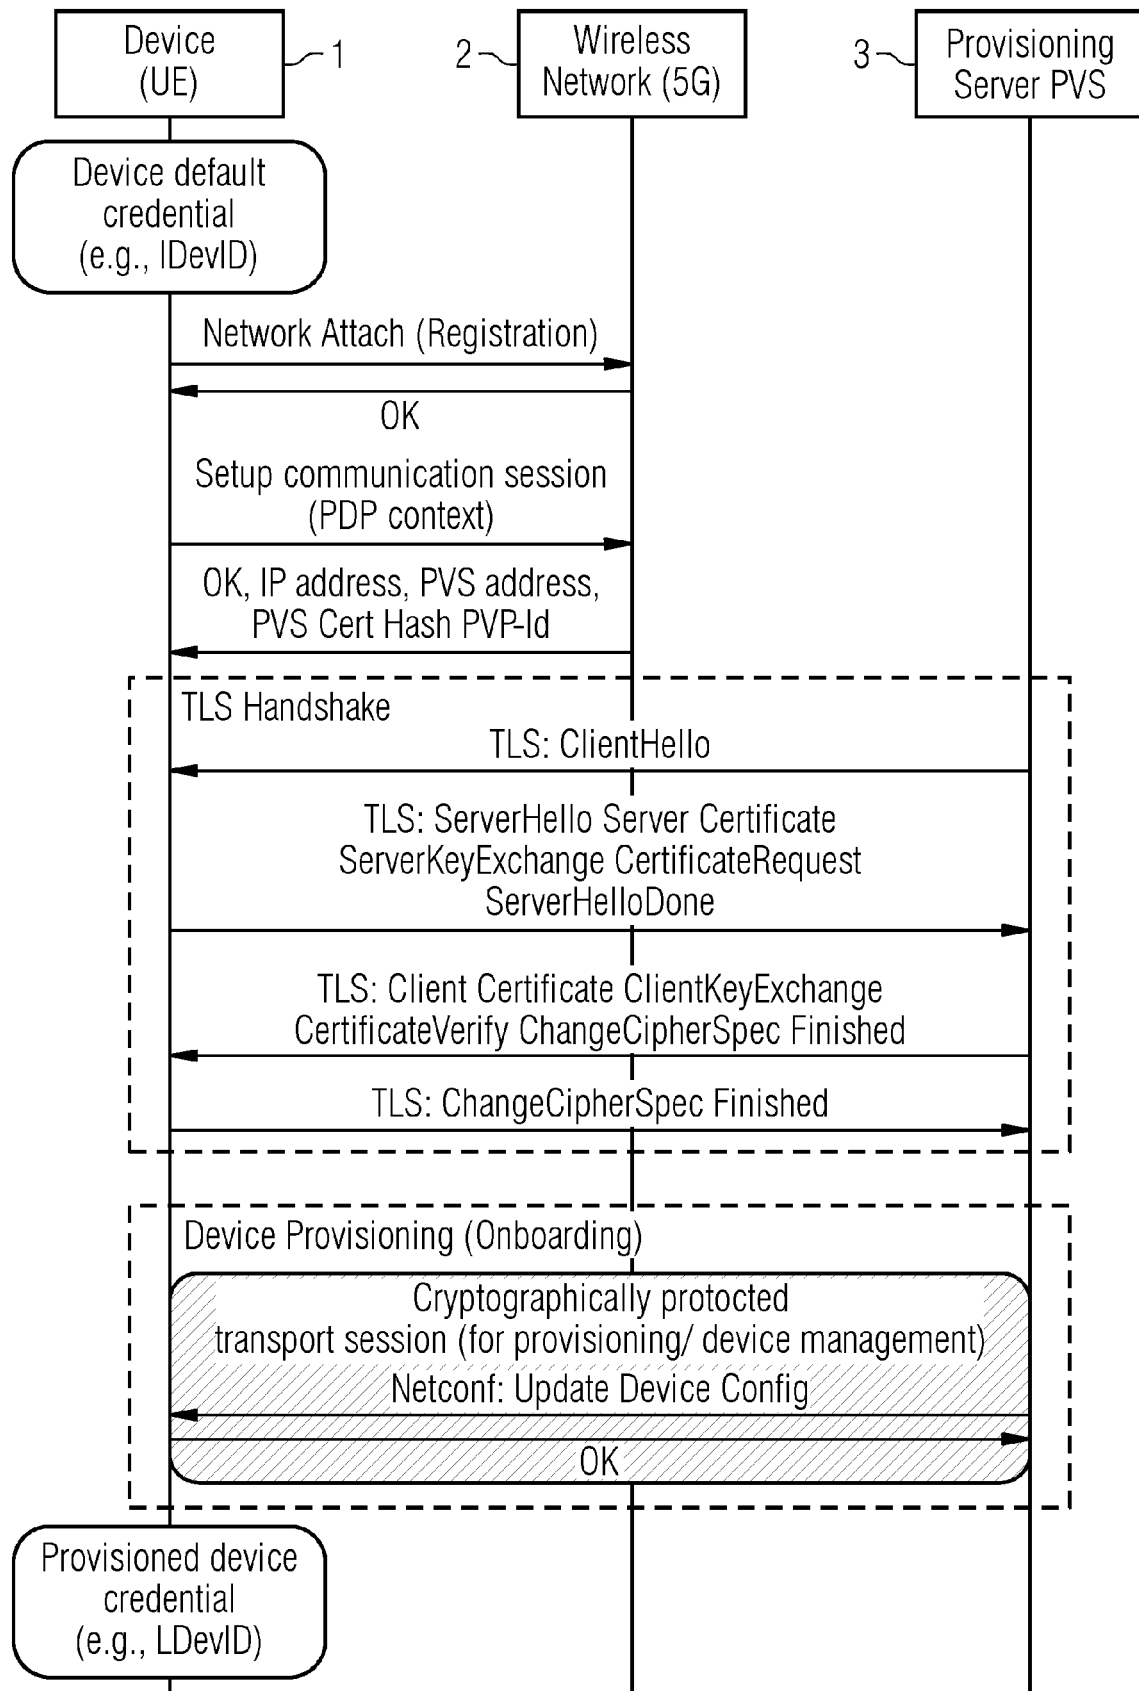 Device
(UE)
1
2
Wireless
Network (5G)
3
Provisioning
Server PVS
Device default
credential
(e.g., IDevID)
Network Attach (Registration)
OK
Setup communication session
(PDP context)
OK, IP address, PVS address,
PVS Cert Hash PVP-Id
TLS Handshake
TLS: ClientHello
TLS: ServerHello Server Certificate
ServerKeyExchange CertificateRequest
ServerHelloDone
TLS: Client Certificate ClientKeyExchange
CertificateVerify ChangeCipherSpec Finished
TLS: ChangeCipherSpec Finished
Device Provisioning (Onboarding)
Cryptographically protocted
transport session (for provisioning/ device management)
Netconf: Update Device Config
OK
Provisioned device
credential
(e.g., LDevID)